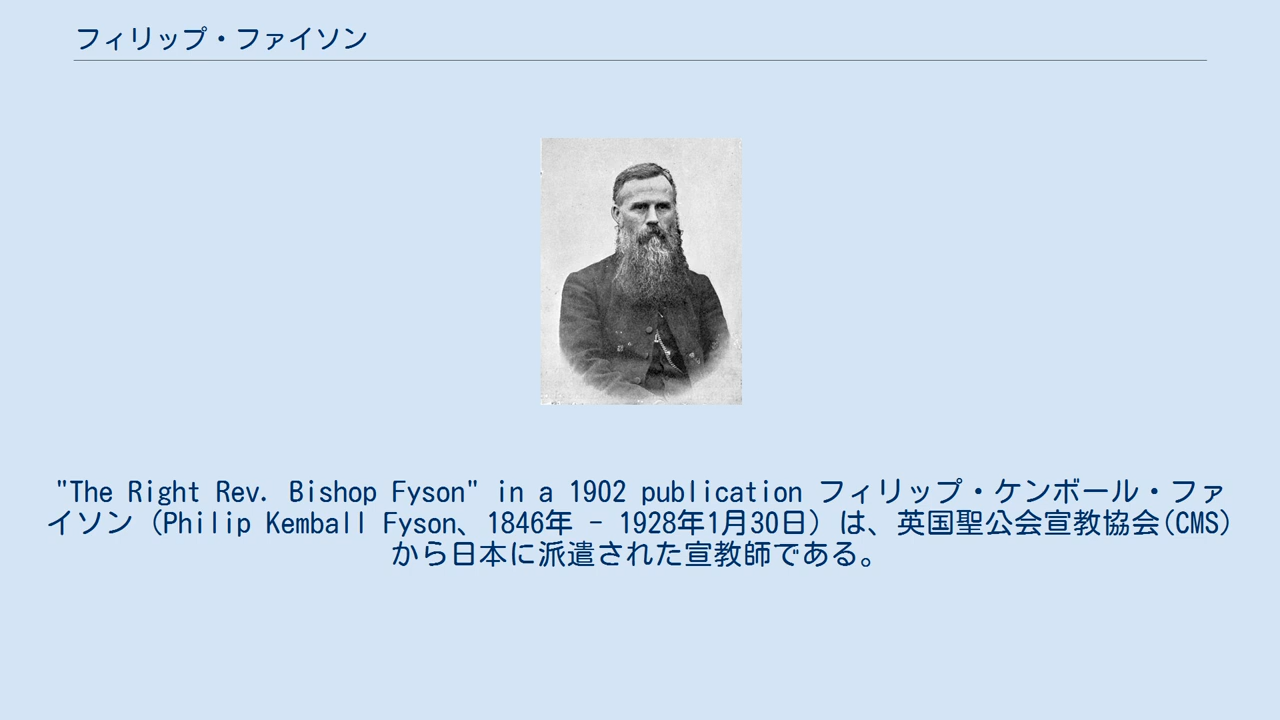 フィリップ・ファイソン
"The Right Rev. Bishop Fyson" in a 1902 publication フィリップ・ケンボール・ファ
イソン (Philip Kemball Fyson、1846年 - 1928年1月30日) は、英国聖公会宣教協会(CMS)
から日本に派遣された宣教師である。